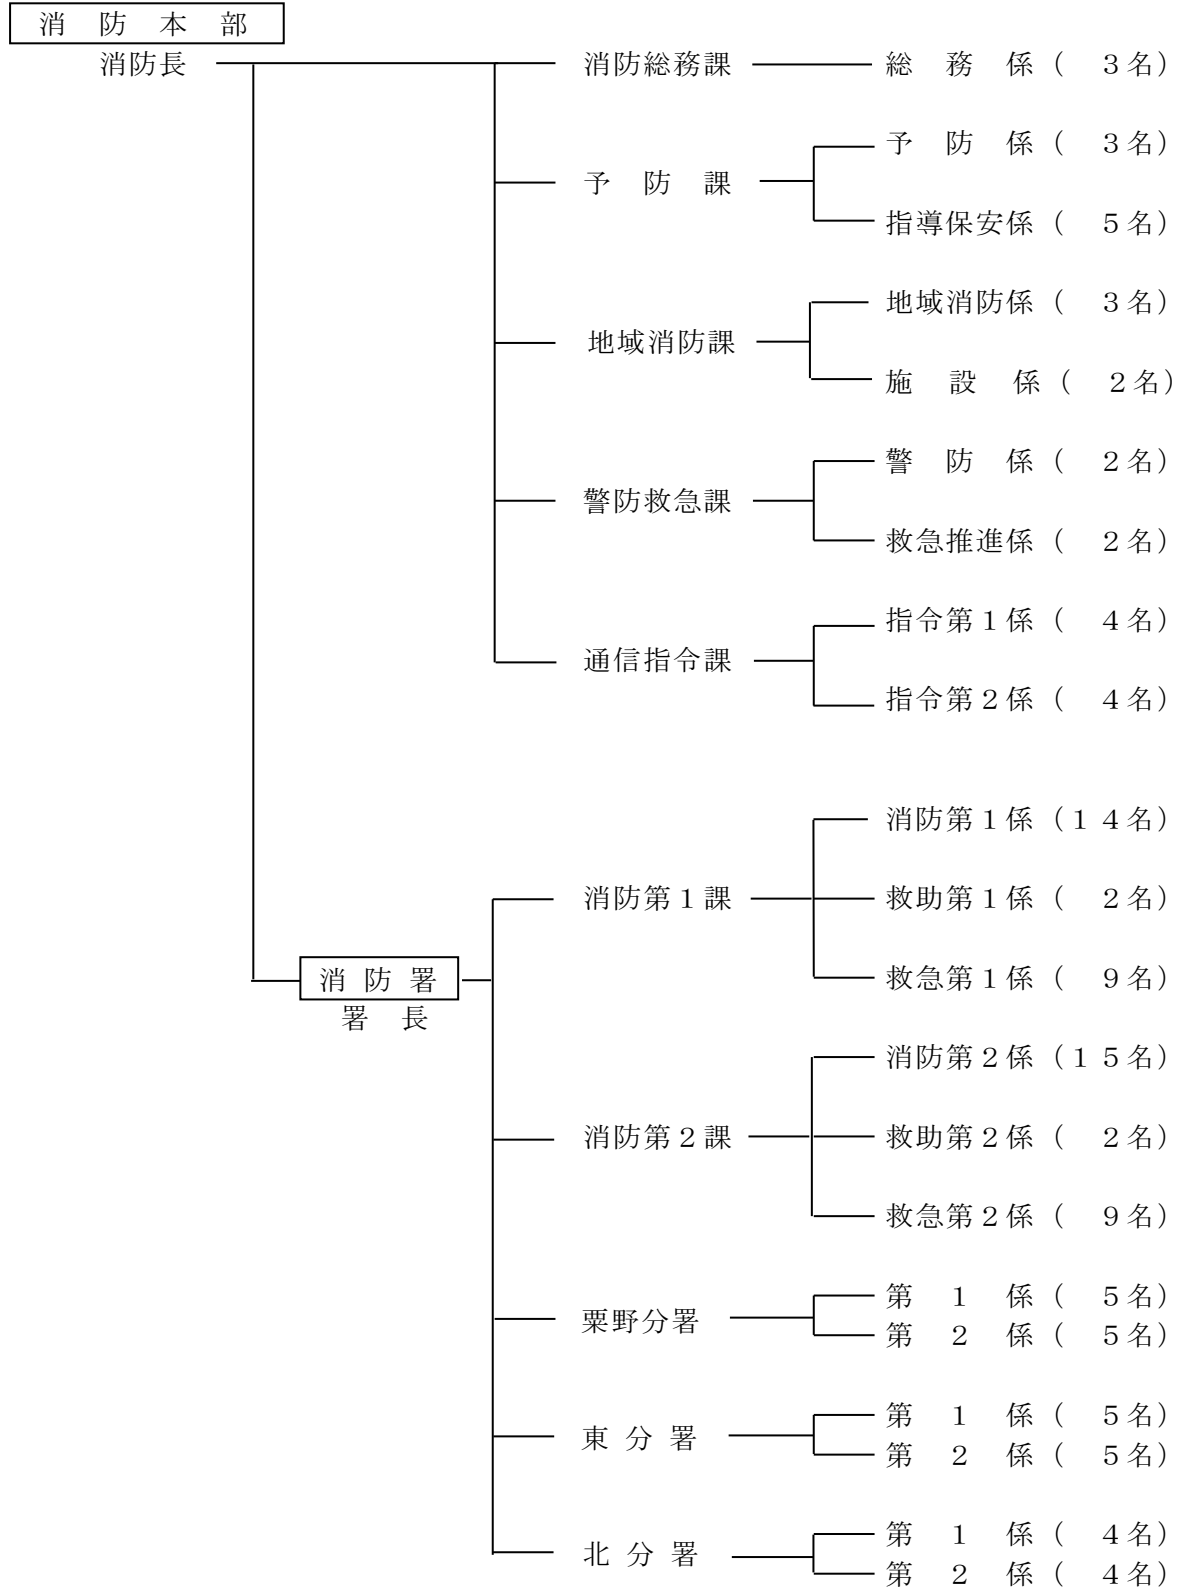 消 防 本 部
消防長 消防総務課 総 務 係（ 3名）
予 防 係（ 3名）
予 防 課
指導保安係（ 5名）
地域消防係（ 3名）
地域消防課
施 設 係（ 2名）
警 防 係（ 2名）
警防救急課
救急推進係（ 2名）
指令第1係（ 4名）
通信指令課
指令第2係（ 4名）
消防第1係（14名）
消防第1課 救助第1係（ 2名）
消 防 署 救急第1係（ 9名）
署 長
消防第2係（15名）
消防第2課 救助第2係（ 2名）
救急第2係（ 9名）
第 1 係（ 5名）
粟野分署
第 2 係（ 5名）
第 1 係（ 5名）
東 分 署
第 2 係（ 5名）
第 1 係（ 4名）
北 分 署
第 2 係（ 4名）